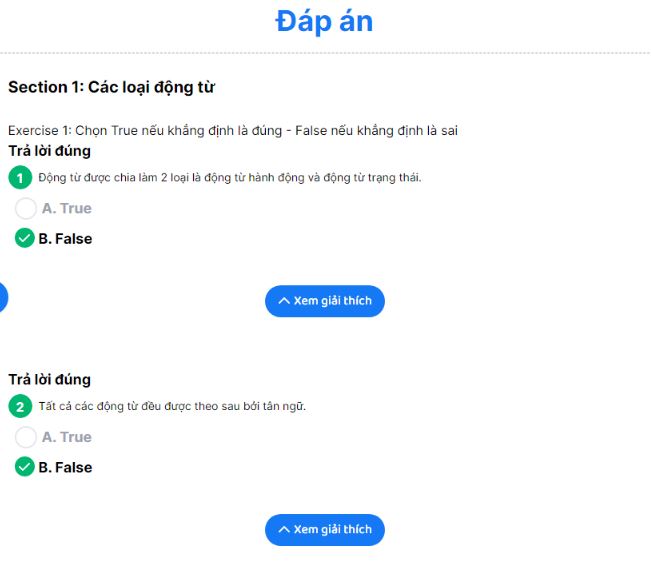 Đáp án
Section 1: Các loại động từ
Exercise 1: Chọn True nếu khẳng định là đúng - False nếu khẳng định là sai
Trả lời đúng
1 Động từ được chia làm 2 loại là động từ hành động và động từ trạng thái.
A. True
B. False
Xem giải thích
Trả lời đúng
2 Tất cả các động từ đều được theo sau bởi tân ngữ.
A. True
B. False
Xem giải thích